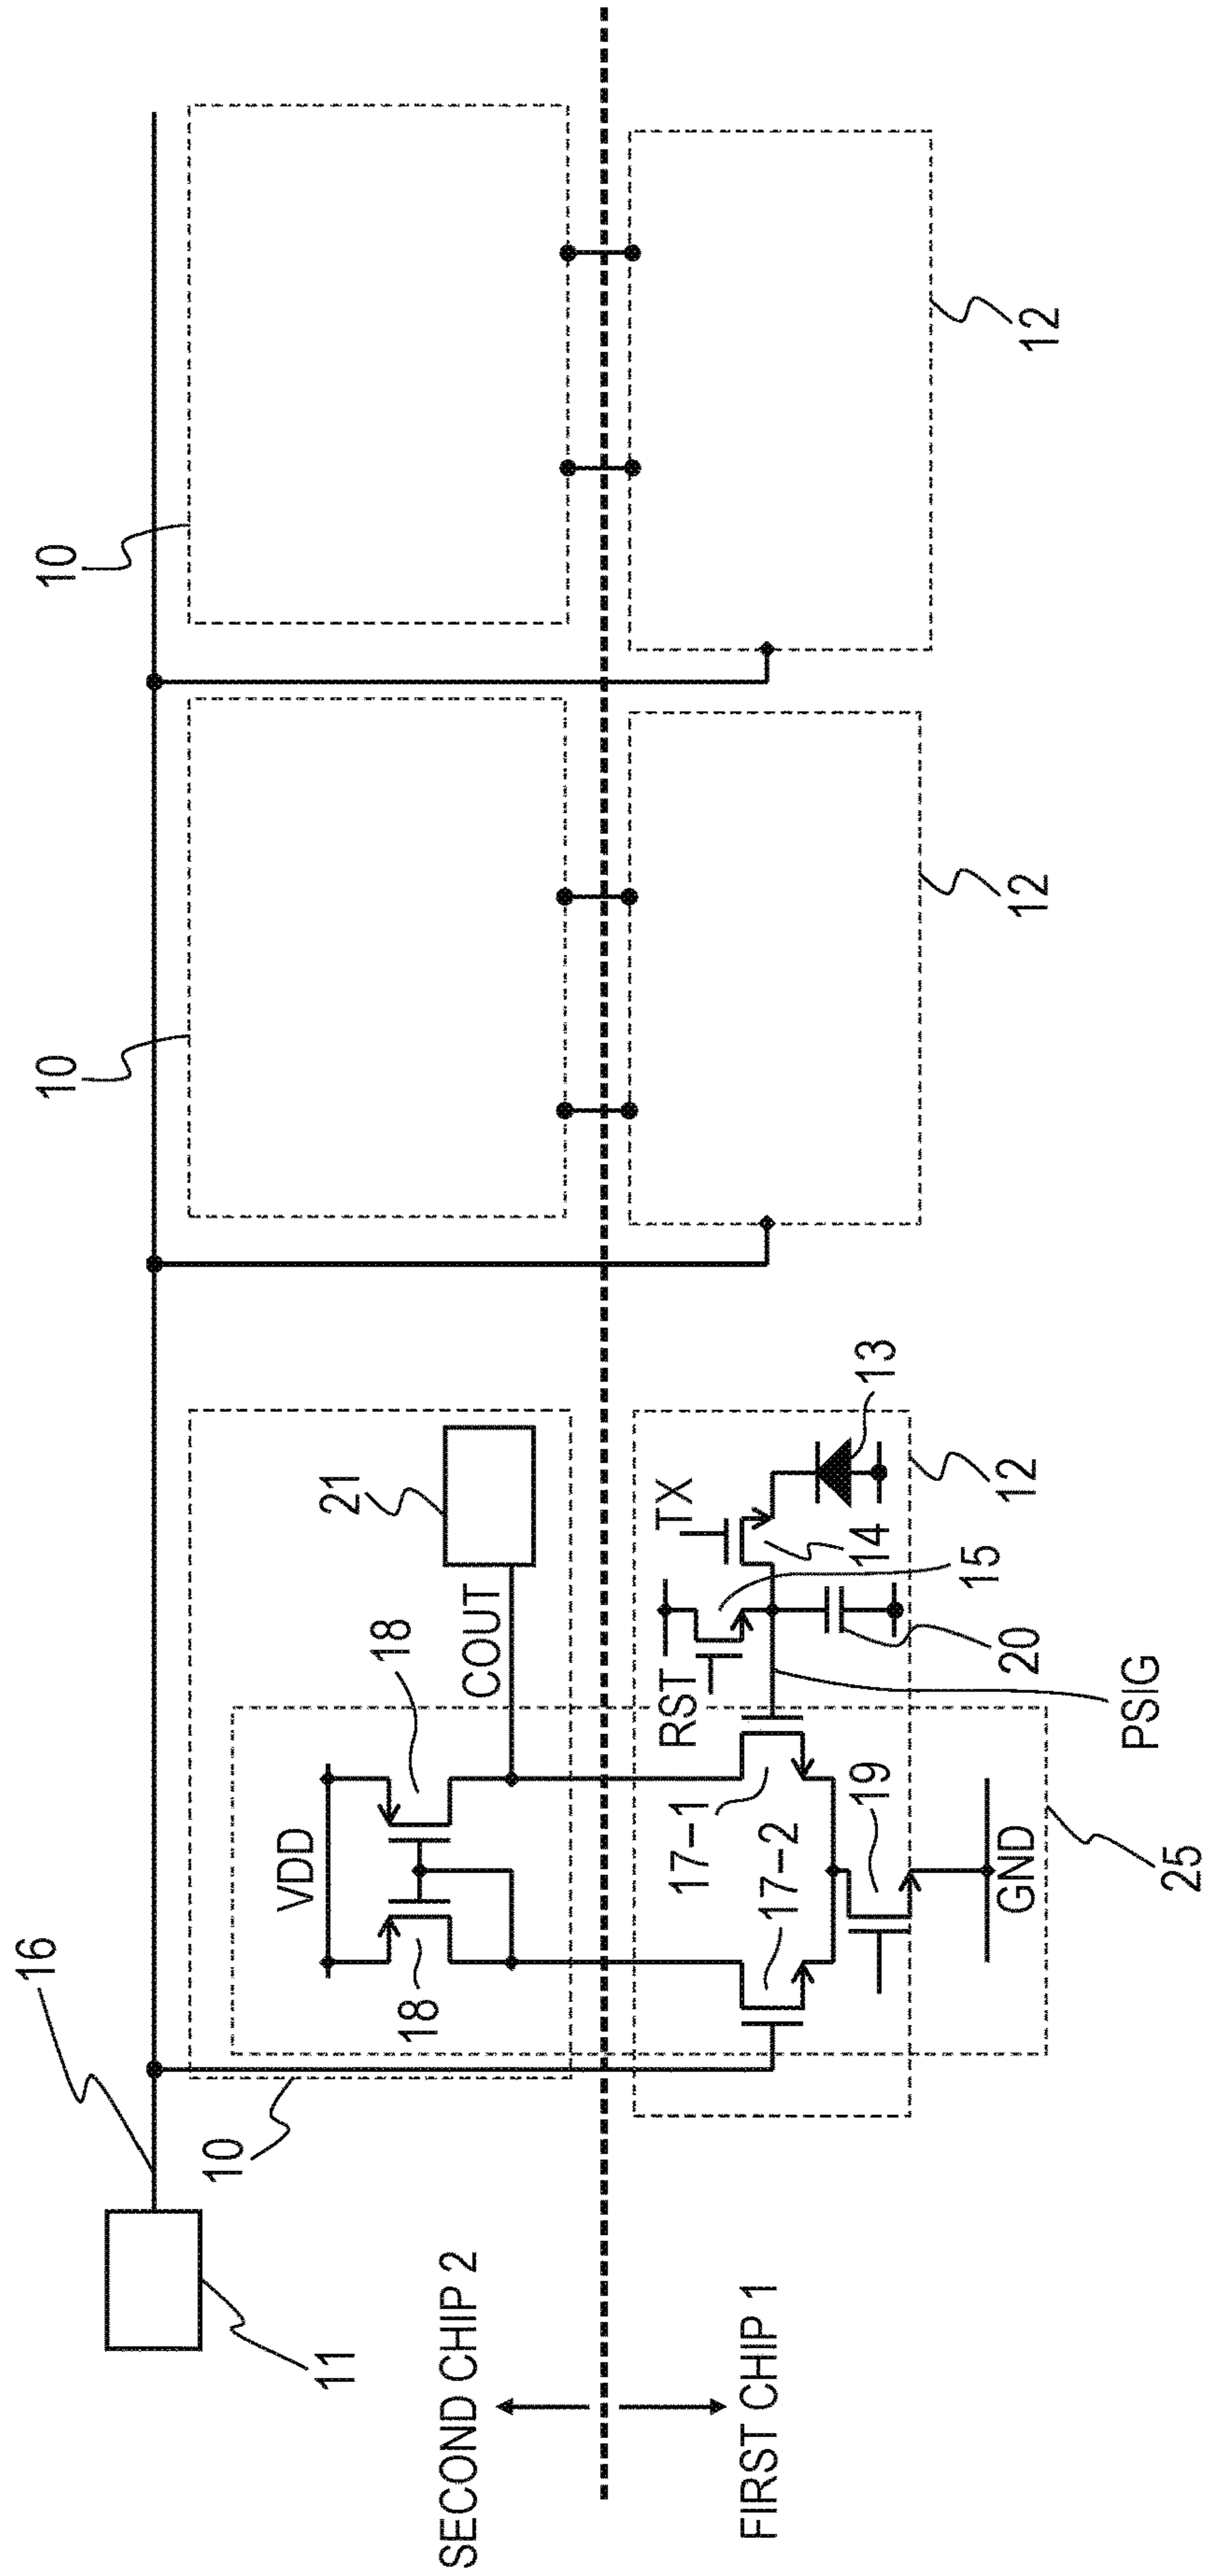 16
10
10
11
10
SECOND CHIP 2
FIRST CHIP 1
VDD
18
18
COUT
21
RST
TX
17-1
17-2
19
GND
14
13
15
20
12
12
12
PSIG
25